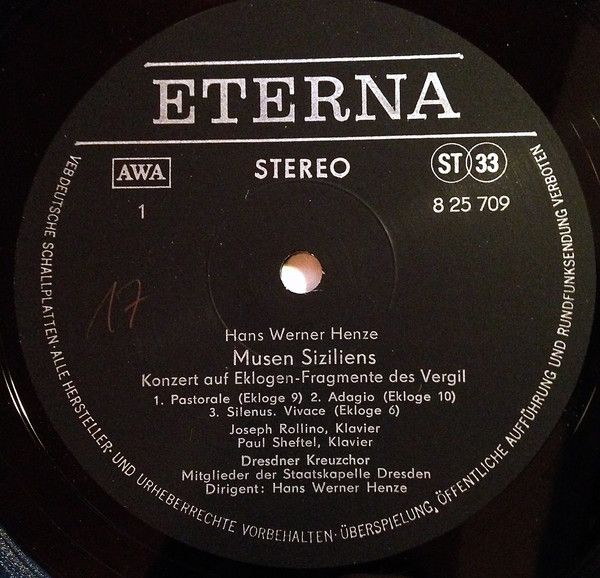 ETERNA
AWA
STEREO
ST 33
1
8 25 709
17
Hans Werner Henze
Musen Siziliens
Konzert auf Eklogen-Fragmente des Vergil
1. Pastorale (Ekloge 9) 2. Adagio (Ekloge 10)
3. Silenus. Vivace (Ekloge 6)
Joseph Rollino, Klavier
Paul Sheftel, Klavier
Dresdner Kreuzchor
Mitglieder der Staatskapelle Dresden
Dirigent: Hans Werner Henze
VEB DEUTSCHE SCHALLPLATTEN · ALLE HERSTELLER- UND URHEBERRECHTE VORBEHALTEN · ÜBERSPIELUNG, ÖFFENTLICHE AUFFÜHRUNG UND RUNDFUNKSENDUNG VERBOTEN